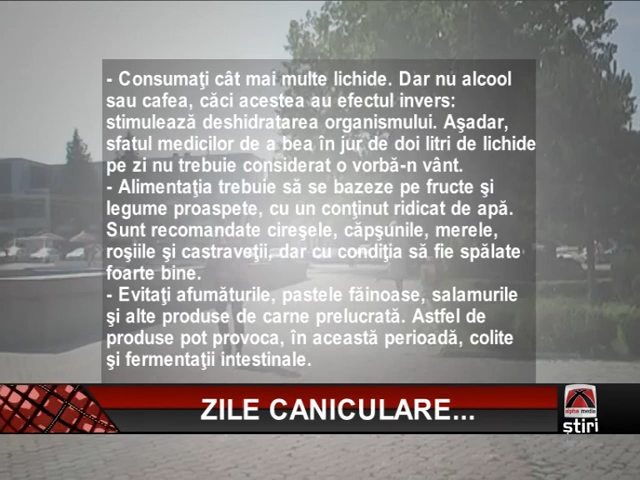 - Consumaţi cât mai multe lichide. Dar nu alcool
sau cafea, căci acestea au efectul invers:
stimulează deshidratarea organismului. Aşadar,
sfatul medicilor de a bea în jur de doi litri de lichide
pe zi nu trebuie considerat o vorbă-n vânt.
- Alimentaţia trebuie să se bazeze pe fructe şi
legume proaspete, cu un conţinut ridicat de apă.
Sunt recomandate cireşele, căpşunile, merele,
roşiile şi castraveţii, dar cu condiţia să fie spălate
foarte bine.
- Evitaţi afumăturile, pastele făinoase, salamurile
şi alte produse de carne prelucrată. Astfel de
produse pot provoca, în această perioadă, colite
şi fermentaţii intestinale.
ZILE CANICULARE...
alpha media
ştiri